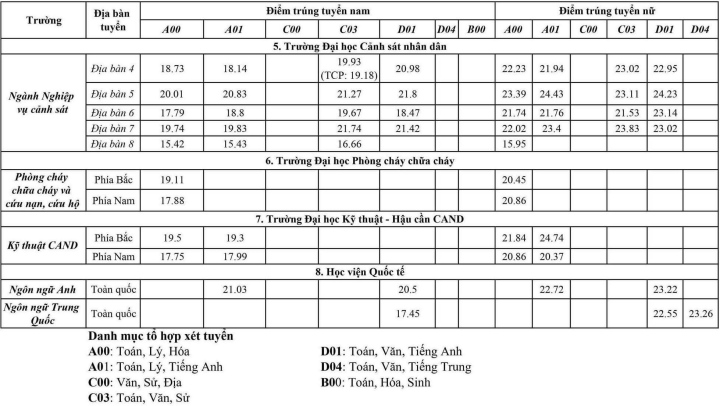 Trường Địa bàn tuyển Điểm trúng tuyển nam Điểm trúng tuyển nữ
A00 A01 C00 C03 D01 D04 B00 A00 A01 C00 C03 D01 D04
5. Trường Đại học Cảnh sát nhân dân
Ngành Nghiệp vụ cảnh sát
Địa bàn 4 18.73 18.14 19.93 (TCP: 19.18) 20.98 22.23 21.94 23.02 22.95
Địa bàn 5 20.01 20.83 21.27 21.8 23.39 24.43 23.11 24.23
Địa bàn 6 17.79 18.8 19.67 18.47 21.74 21.76 21.53 23.14
Địa bàn 7 19.74 19.83 21.74 21.42 22.02 23.4 23.83 23.02
Địa bàn 8 15.42 15.43 16.66 15.95
6. Trường Đại học Phòng cháy chữa cháy
Phòng cháy chữa cháy và cứu nạn, cứu hộ
Phía Bắc 19.11 20.45
Phía Nam 17.88 20.86
7. Trường Đại học Kỹ thuật - Hậu cần CAND
Kỹ thuật CAND
Phía Bắc 19.5 19.3 21.84 24.74
Phía Nam 17.75 17.99 20.86 20.37
8. Học viện Quốc tế
Ngôn ngữ Anh Toàn quốc 21.03 20.5 22.72 23.22
Ngôn ngữ Trung Quốc Toàn quốc 17.45 22.55 23.26
Danh mục tổ hợp xét tuyển
A00: Toán, Lý, Hóa
A01: Toán, Lý, Tiếng Anh
C00: Văn, Sử, Địa
C03: Toán, Văn, Sử
D01: Toán, Văn, Tiếng Anh
D04: Toán, Văn, Tiếng Trung
B00: Toán, Hóa, Sinh